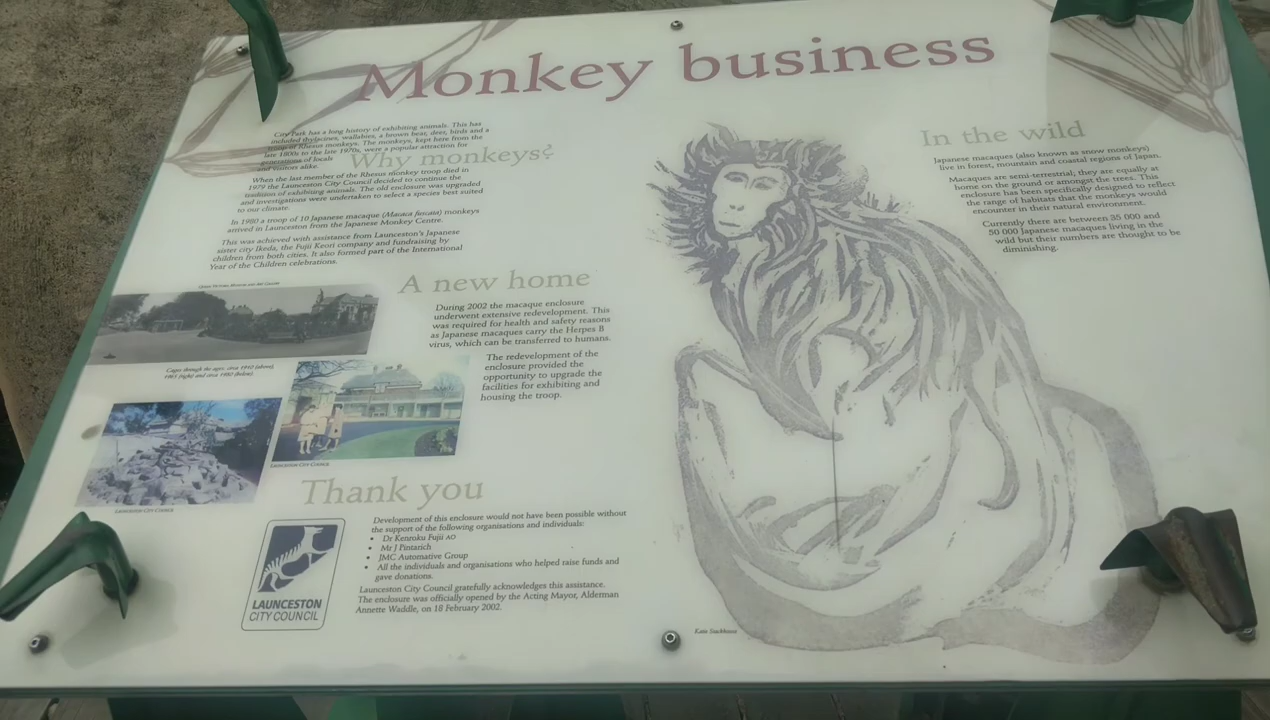 Monkey business
City Park has a long history of exhibiting animals. This has
included thylacines, wallabies, a brown bear, deer, birds and a
troop of Rhesus monkeys. The monkeys, kept here from the
late 1800s to the late 1970s, were a popular attraction for
generations of locals
and visitors alike.
Why monkeys?
When the last member of the Rhesus monkey troop died in
1979 the Launceston City Council decided to continue the
tradition of exhibiting animals. The old enclosure was upgraded
and investigations were undertaken to select a species best suited
to our climate.
In 1980 a troop of 10 Japanese macaque (Macaca fuscata) monkeys
arrived in Launceston from the Japanese Monkey Centre.
This was achieved with assistance from Launceston's Japanese
sister city Ikeda, the Fujii Keori company and fundraising by
children from both cities. It also formed part of the International
Year of the Children celebrations.
Queen Victoria Museum and Art Gallery
Cages through the ages, circa 1910 (above),
1965 (right) and circa 1980 (below).
LAUNCESTON CITY COUNCIL
LAUNCESTON CITY COUNCIL
A new home
During 2002 the macaque enclosure
underwent extensive redevelopment. This
was required for health and safety reasons
as Japanese macaques carry the Herpes B
virus, which can be transferred to humans.
The redevelopment of the
enclosure provided the
opportunity to upgrade the
facilities for exhibiting and
housing the troop.
Thank you
Development of this enclosure would not have been possible without
the support of the following organisations and individuals:
• Dr Kenroku Fujii AD
• Mr J Pintarich
• JMC Automotive Group
• All the individuals and organisations who helped raise funds and
gave donations.
Launceston City Council gratefully acknowledges this assistance.
The enclosure was officially opened by the Acting Mayor, Alderman
Annette Waddle, on 18 February 2002.
LAUNCESTON
CITY COUNCIL
In the wild
Japanese macaques (also known as snow monkeys)
live in forest, mountain and coastal regions of Japan.
Macaques are semi-terrestrial; they are equally at
home on the ground or amongst the trees. This
enclosure has been specifically designed to reflect
the range of habitats that the monkeys would
encounter in their natural environment.
Currently there are between 35 000 and
50 000 Japanese macaques living in the
wild but their numbers are thought to be
diminishing.
Katie Stackhouse